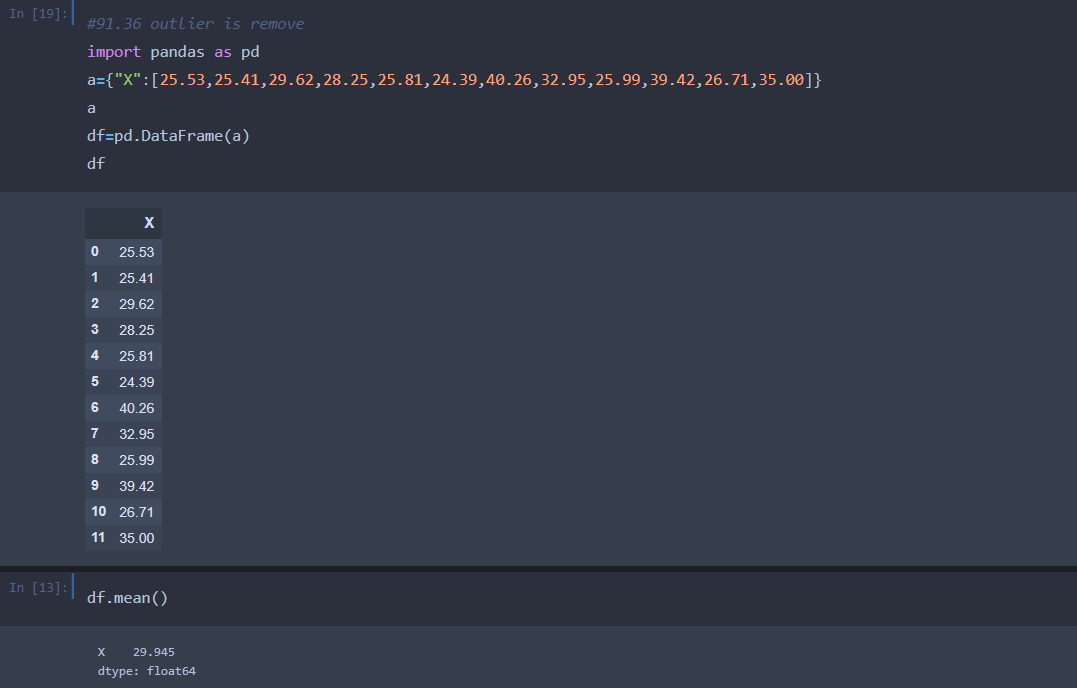 In [19]:
#91.36 outlier is remove
import pandas as pd
a={"X":[25.53,25.41,29.62,28.25,25.81,24.39,40.26,32.95,25.99,39.42,26.71,35.00]}
a
df=pd.DataFrame(a)
df
X
0 25.53
1 25.41
2 29.62
3 28.25
4 25.81
5 24.39
6 40.26
7 32.95
8 25.99
9 39.42
10 26.71
11 35.00
In [13]:
df.mean()
X 29.945
dtype: float64